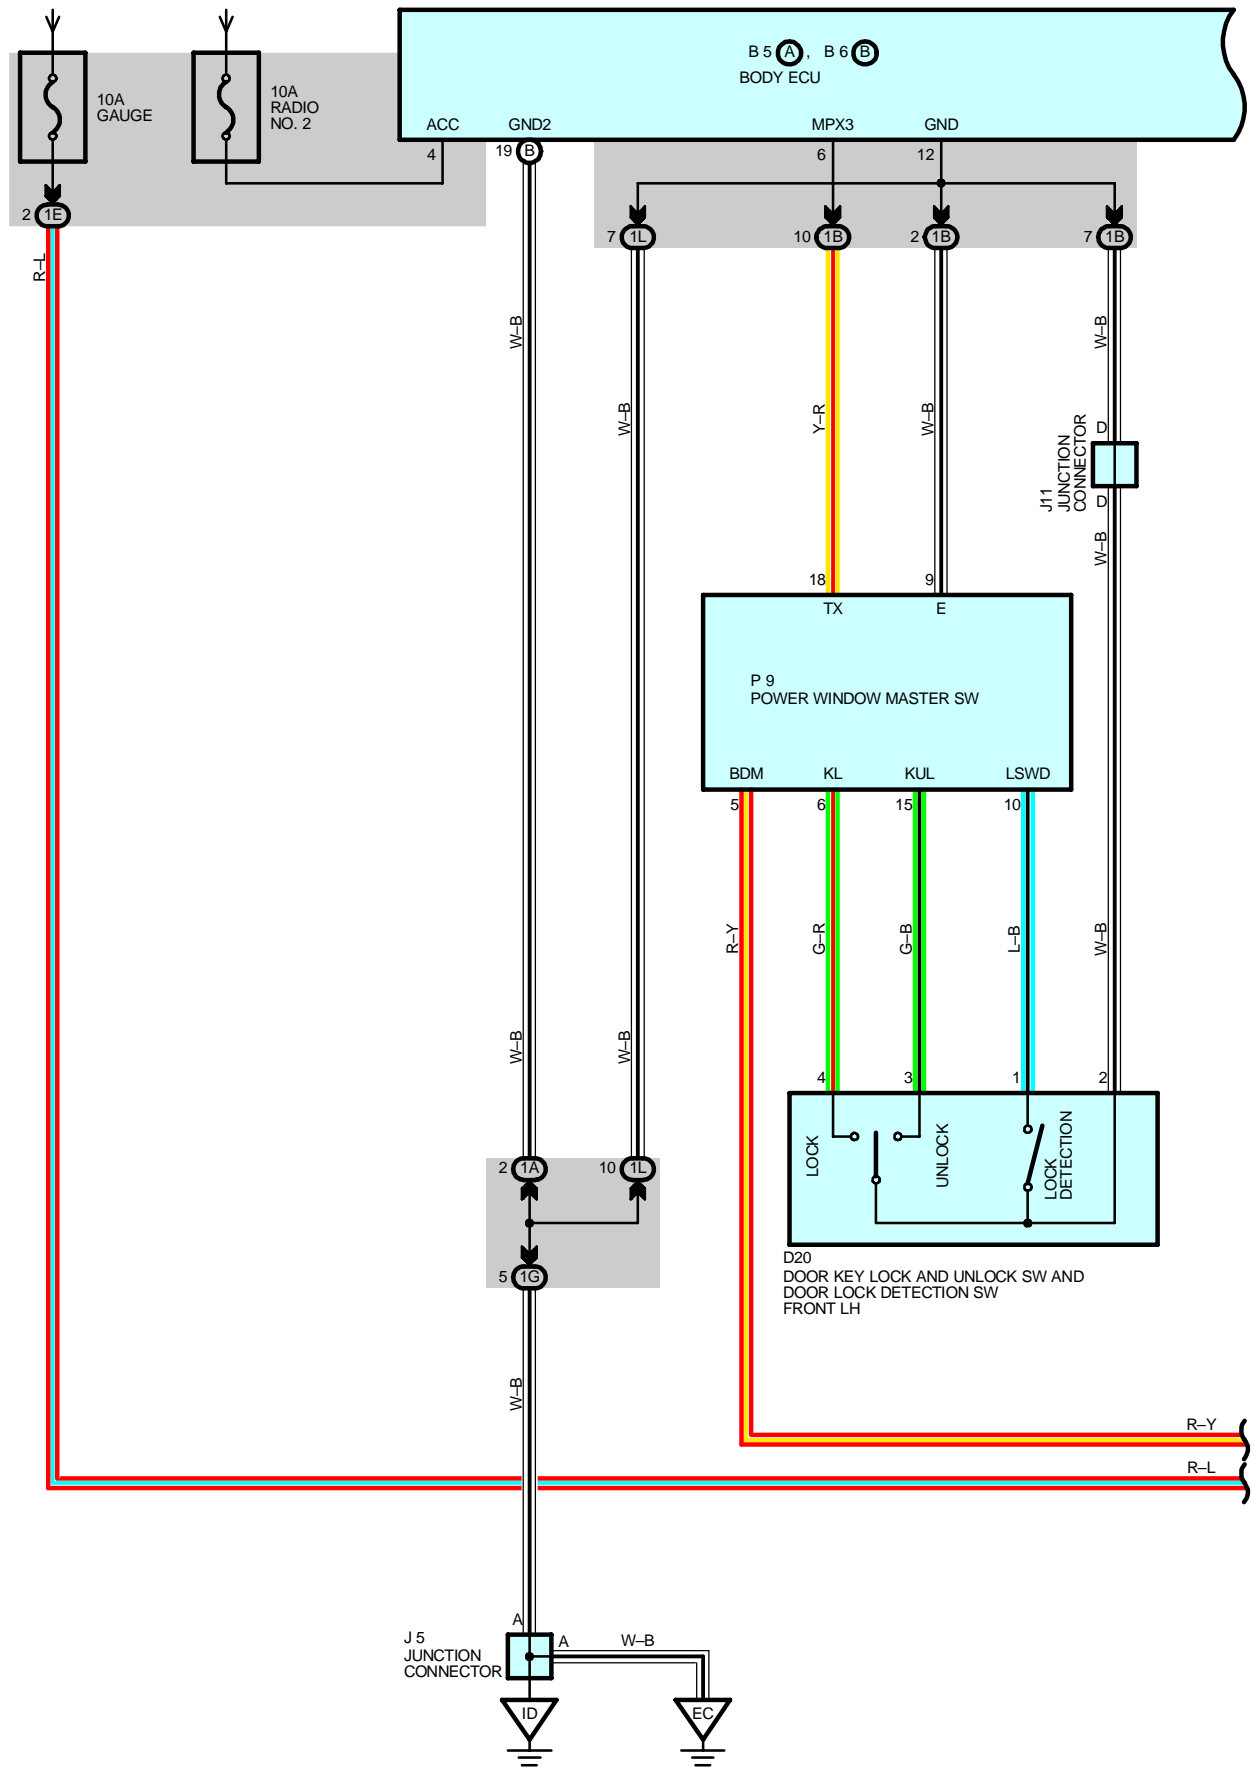 B 5 A , B 6 B
BODY ECU
10A
GAUGE
10A
RADIO
NO. 2
ACC
GND2
MPX3
GND
4
19 B
6
12
2 1E
7 1L
10 1B
2 1B
7 1B
R–L
W–B
W–B
W–B
Y–R
W–B
D
J11
JUNCTION
CONNECTOR
D
W–B
18
9
TX
E
P 9
POWER WINDOW MASTER SW
BDM
KL
KUL
LSWD
5
6
15
10
R–Y
G–R
G–B
L–B
W–B
W–B
W–B
4
3
1
2
LOCK
UNLOCK
LOCK
DETECTION
2 1A
10 1L
5 1G
D20
DOOR KEY LOCK AND UNLOCK SW AND
DOOR LOCK DETECTION SW
FRONT LH
W–B
R–Y
R–L
A
J 5
JUNCTION
CONNECTOR
A
W–B
ID
EC